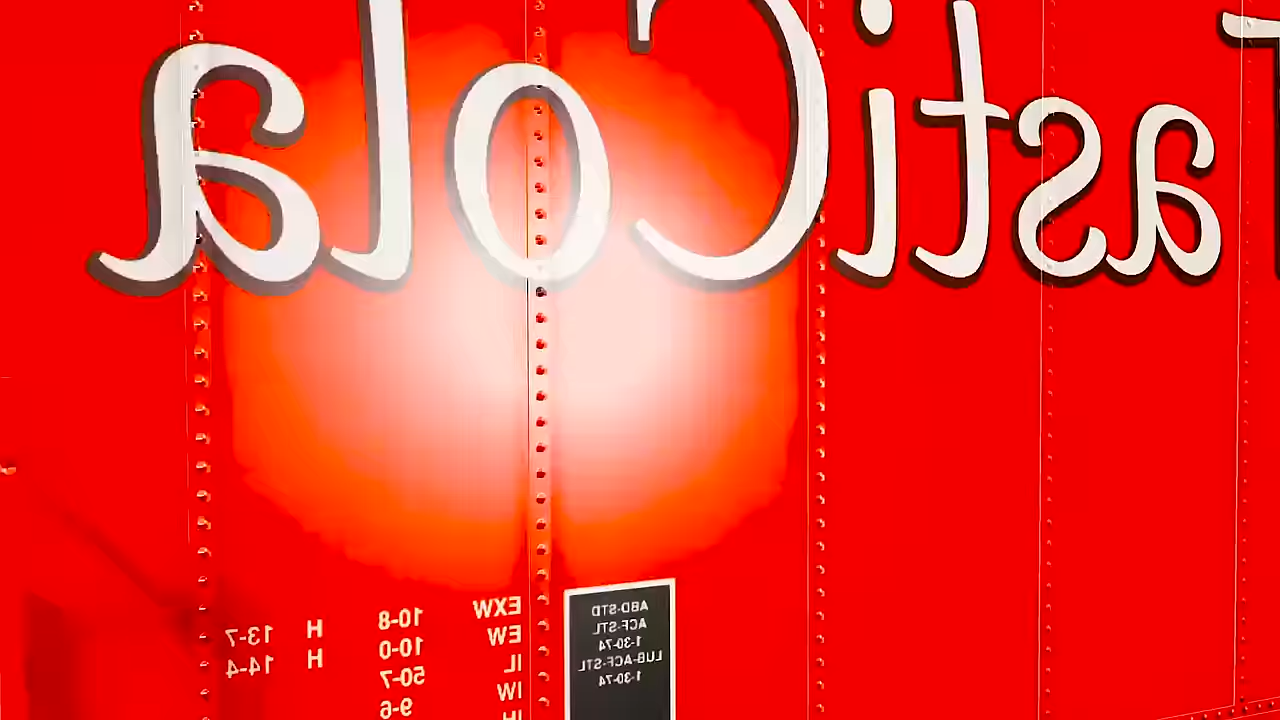 TastiCola
ABD-STD
ACF-STL
1-30-74
LUB-ACF-STL
1-30-74
EXW 10-8 H 13-7
EW 10-0 H 14-4
IL 50-7
IW 9-6